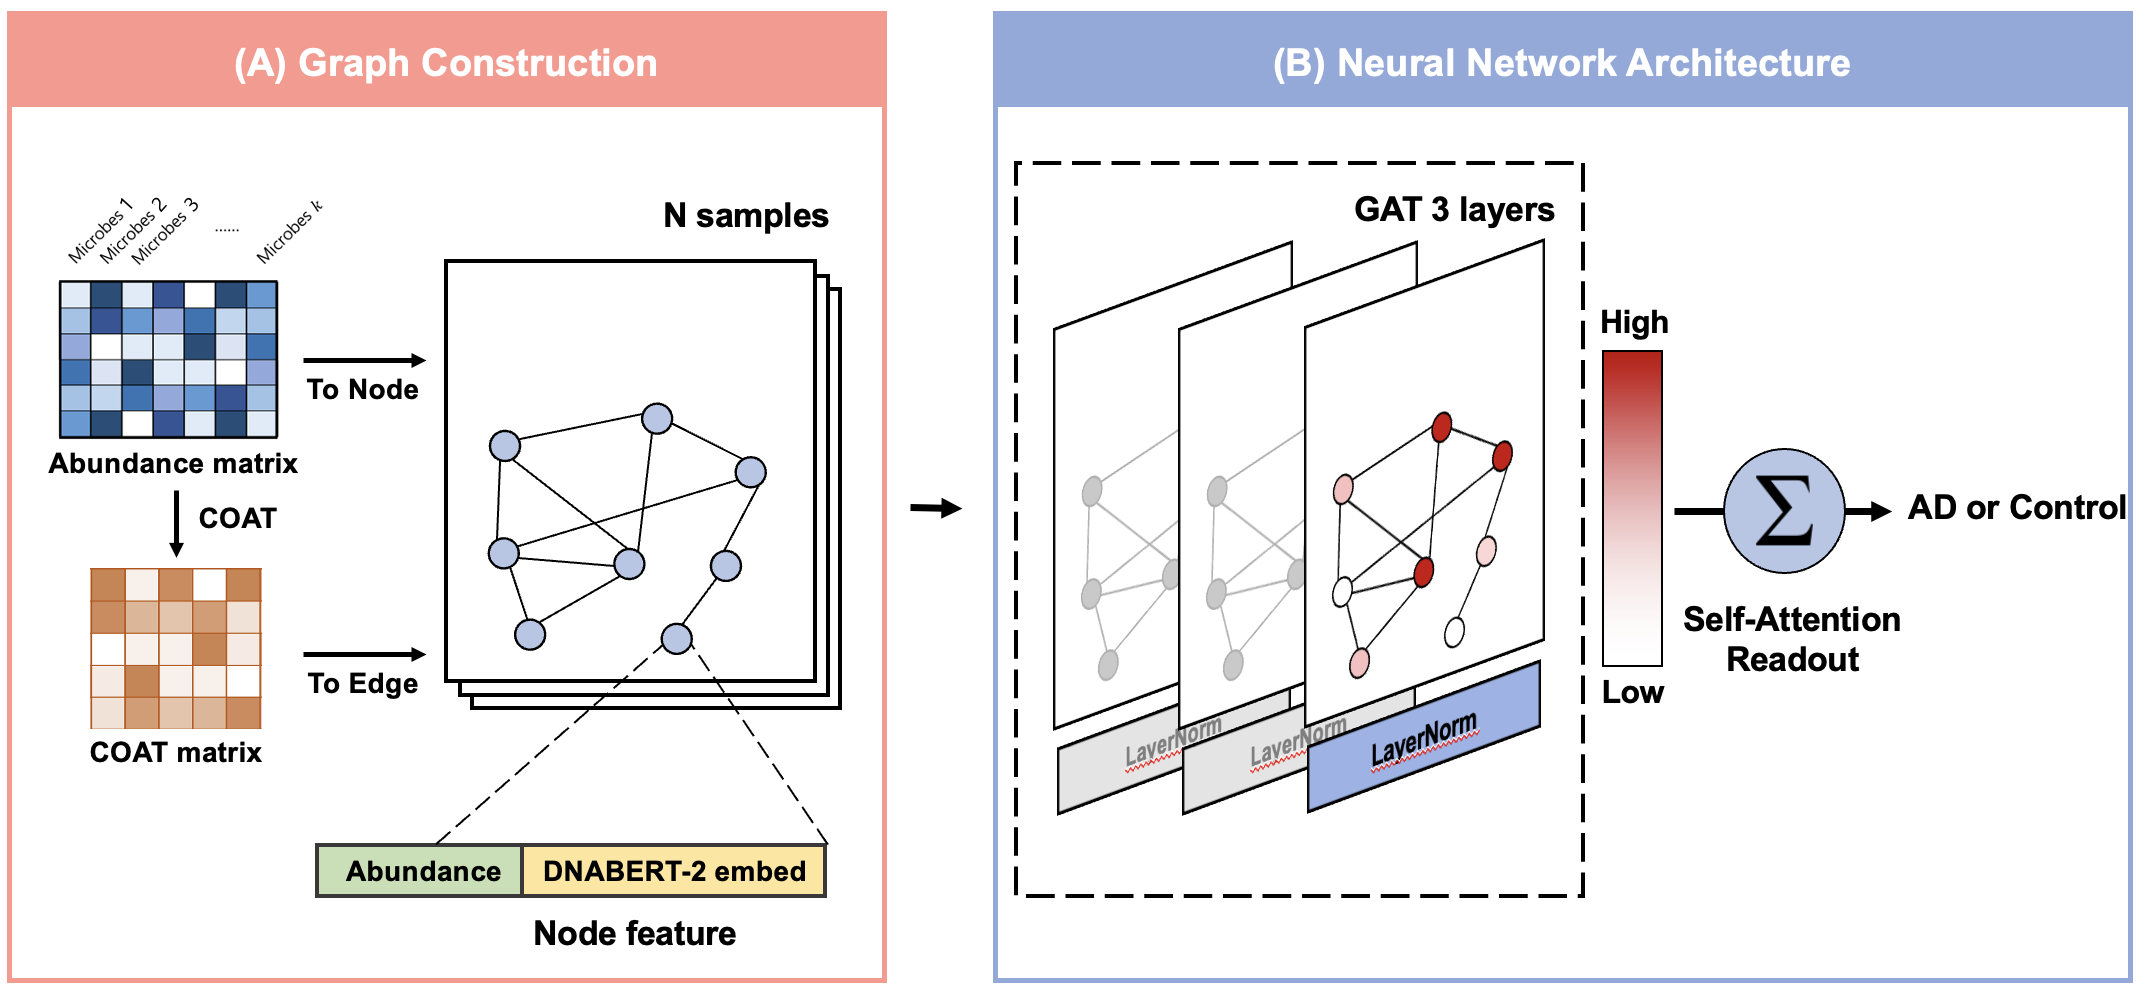 (A) Graph Construction
Microbes 1
Microbes 2
Microbes 3
......
Microbes k
N samples
To Node
Abundance matrix
COAT
To Edge
COAT matrix
Abundance
DNABERT-2 embed
Node feature
(B) Neural Network Architecture
GAT 3 layers
LayerNorm
LayerNorm
LayerNorm
High
Low
Σ
Self-Attention
Readout
AD or Control